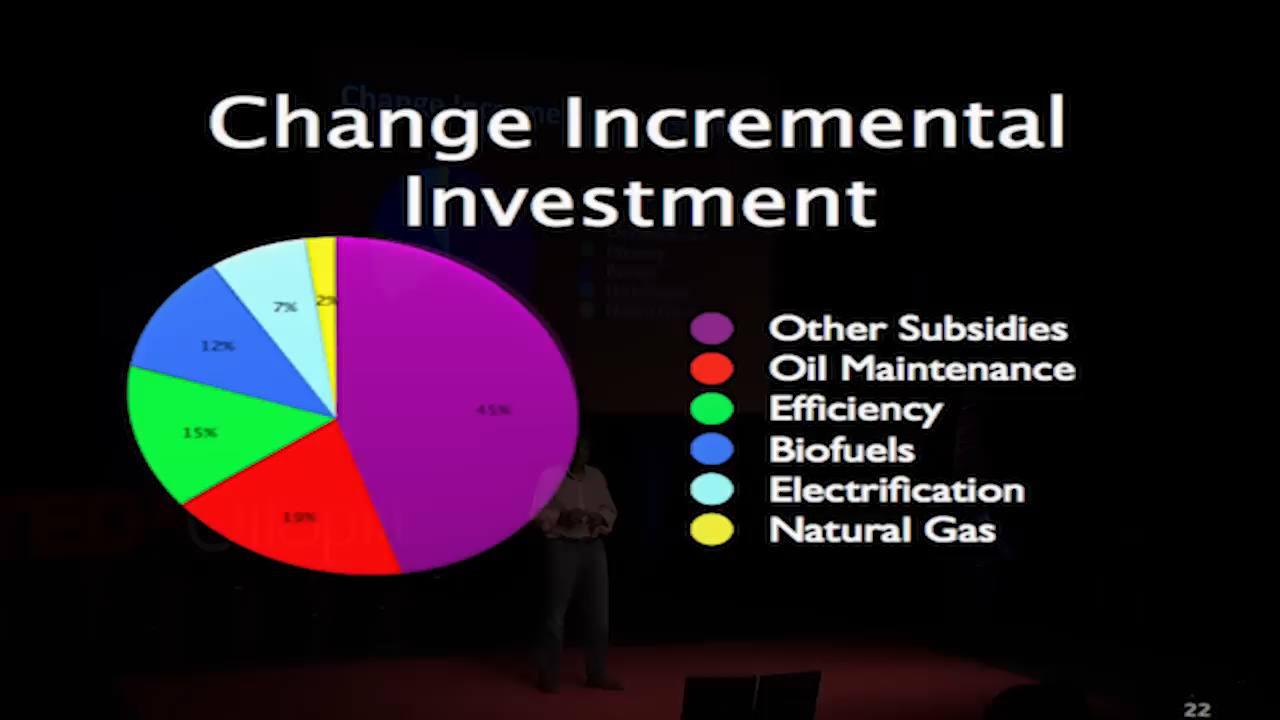 Change Incremental
Investment
2%
7%
12%
45%
15%
19%
Other Subsidies
Oil Maintenance
Efficiency
Biofuels
Electrification
Natural Gas
22